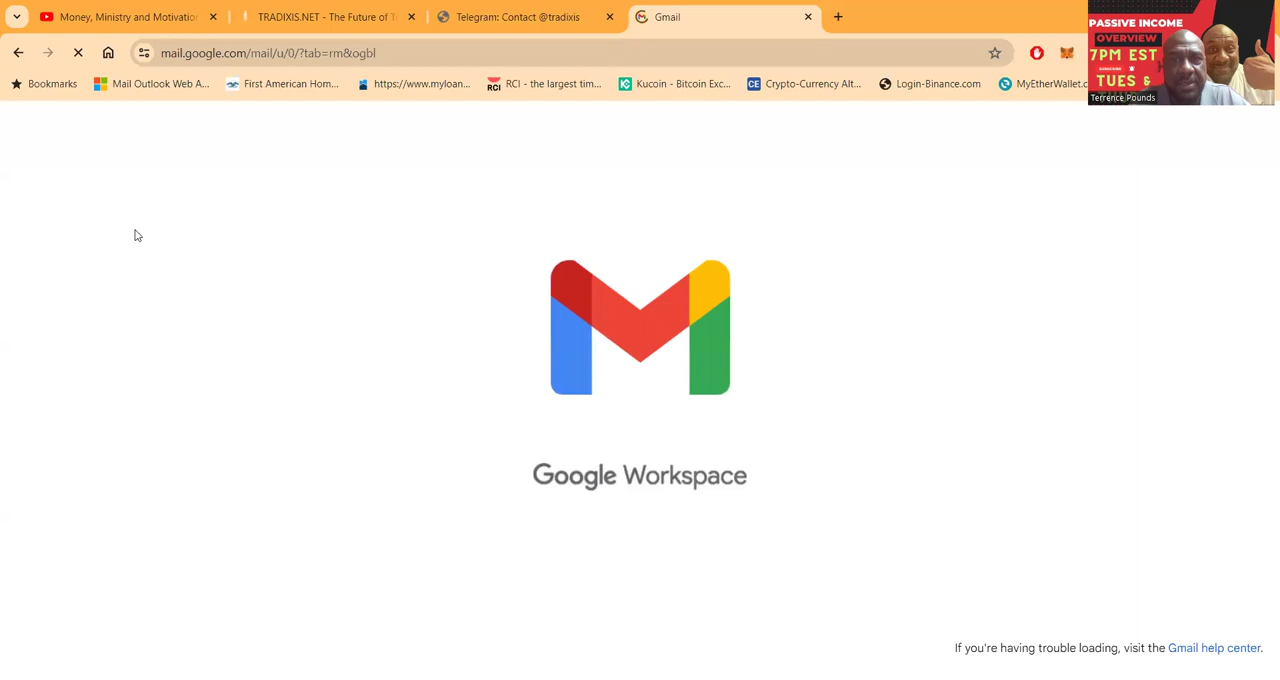 Money, Ministry and Motivation
TRADIXIS.NET - The Future of T
Telegram: Contact @tradixis
Gmail
mail.google.com/mail/u/0/?tab=rm&ogbl
Bookmarks
Mail Outlook Web A...
First American Hom...
https://www.myloan...
RCI - the largest tim...
Kucoin - Bitcoin Exc...
Crypto-Currency Alt...
Login-Binance.com
MyEtherWallet.c
PASSIVE INCOME
OVERVIEW
7PM EST
TUES &
Terrence Pounds
Google Workspace
If you're having trouble loading, visit the Gmail help center.